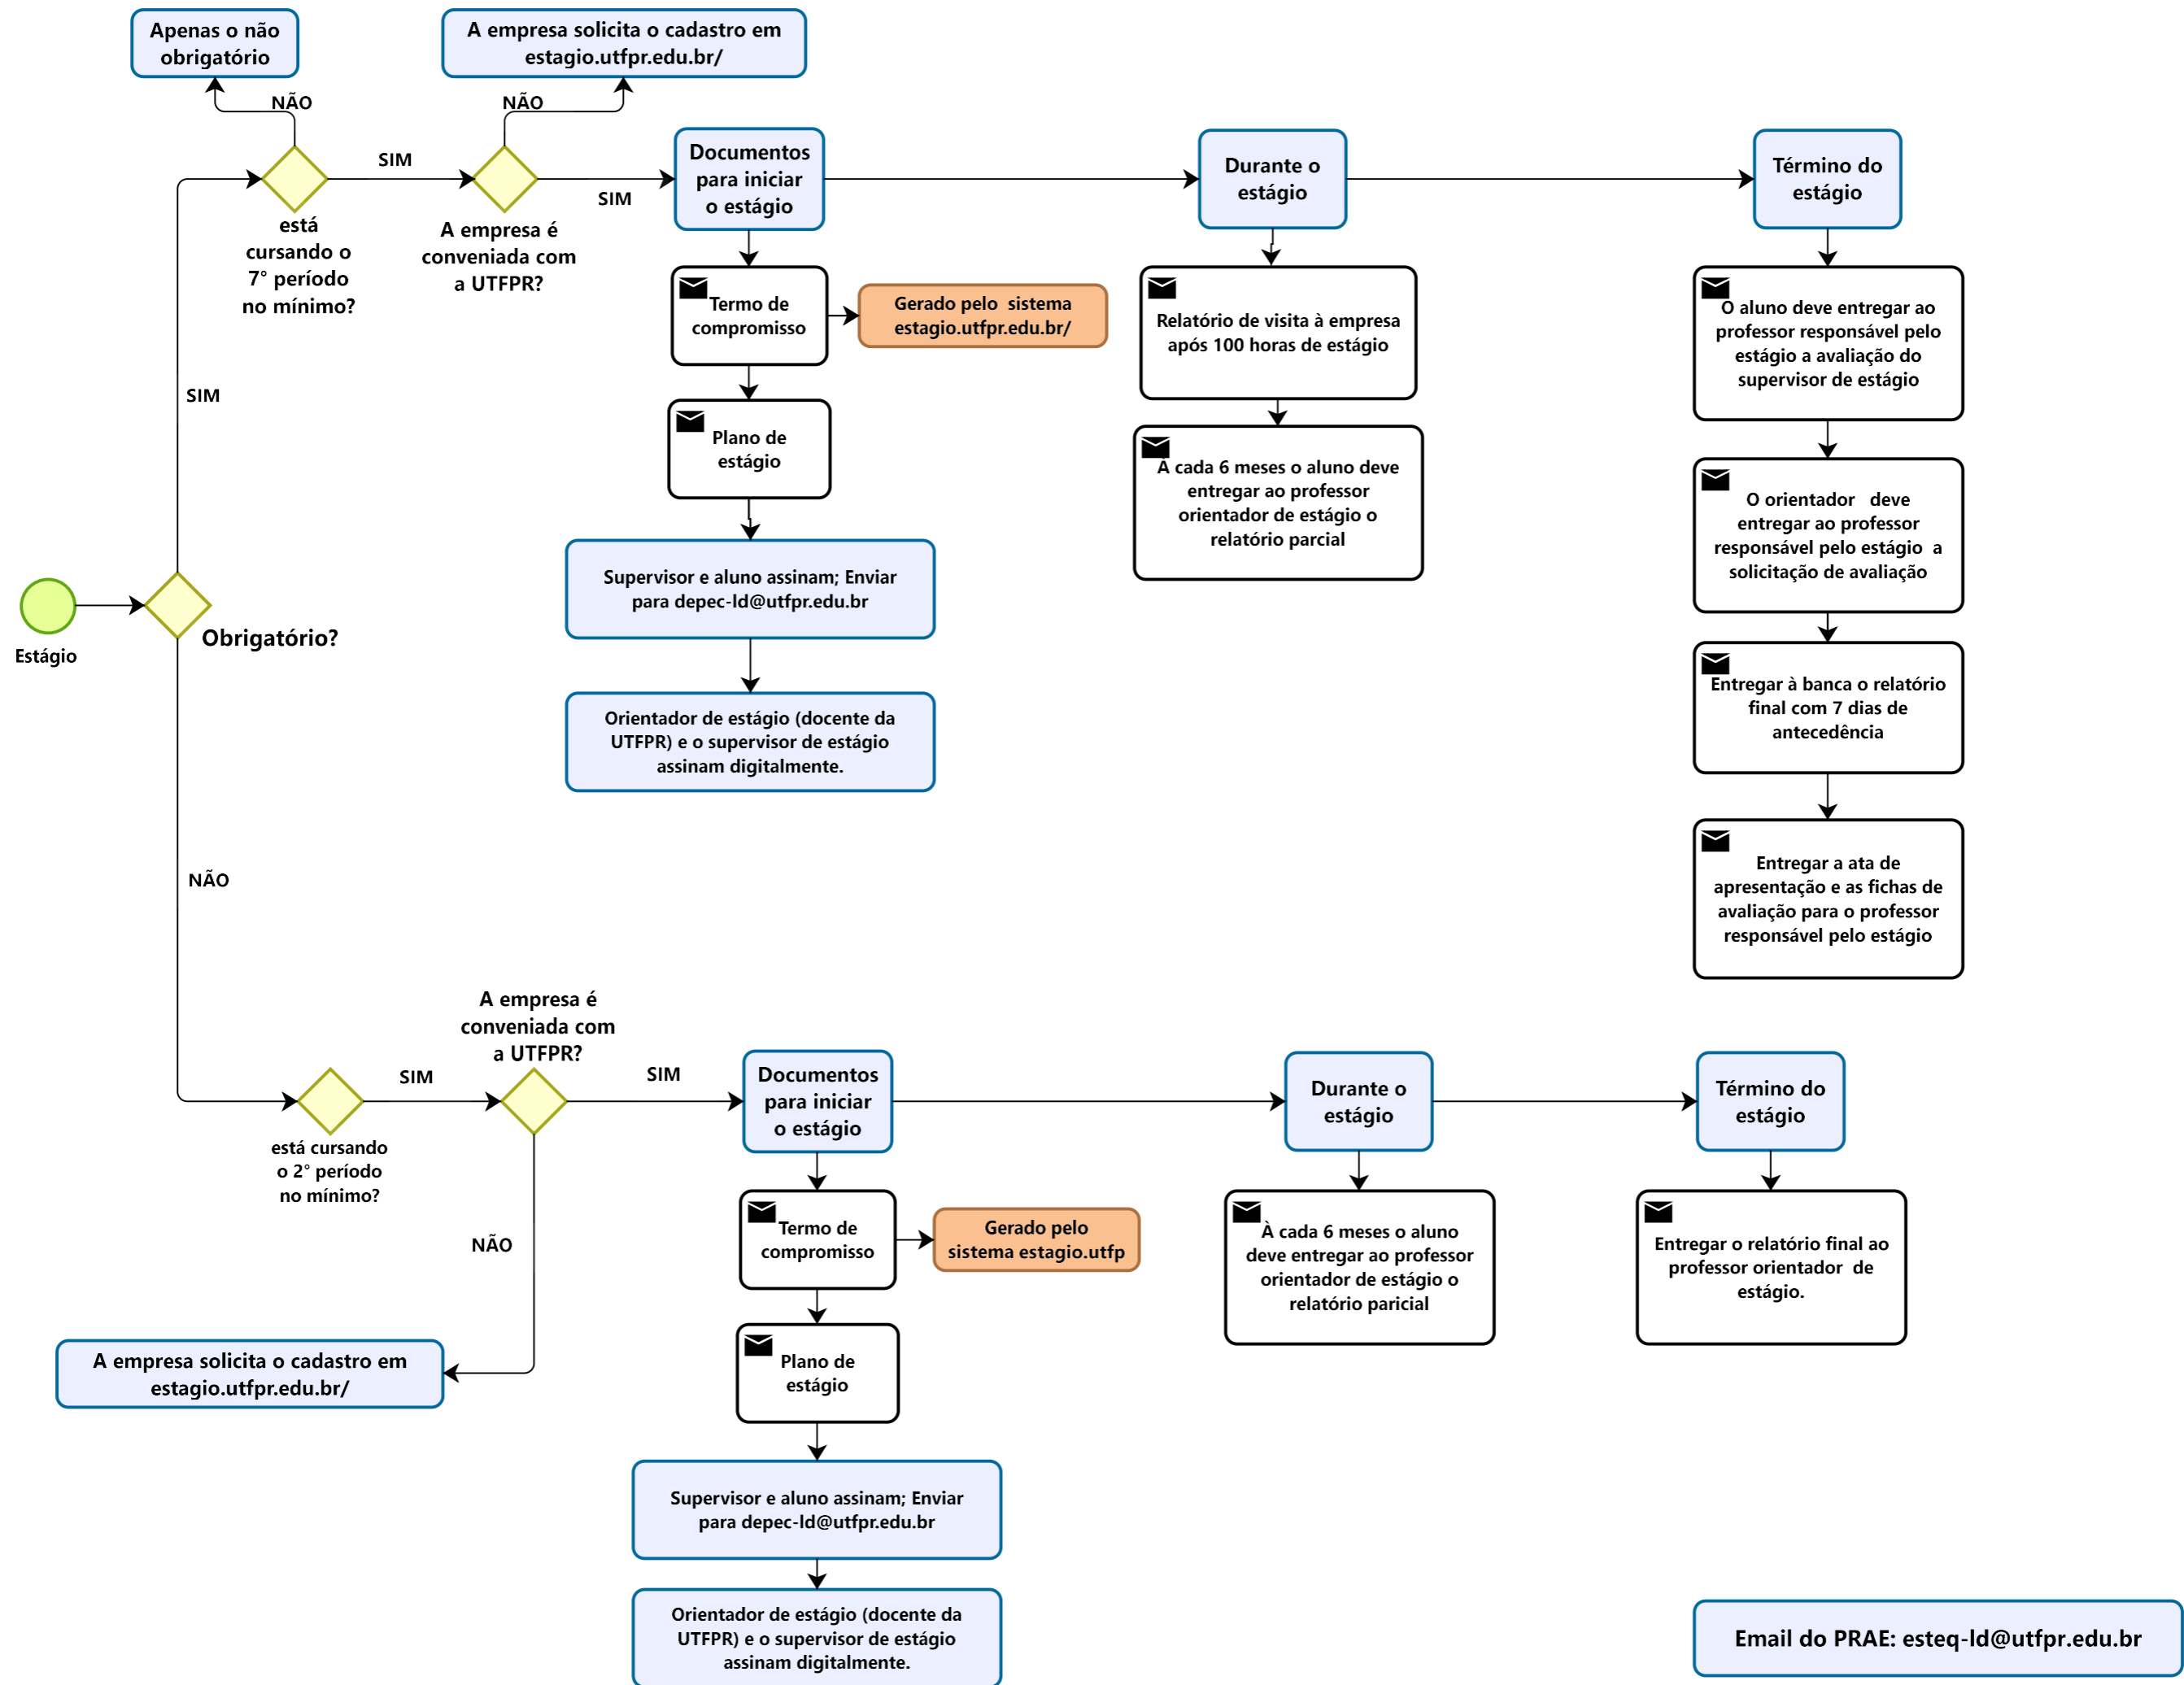 Apenas o não
obrigatório
A empresa solicita o cadastro em
estagio.utfpr.edu.br/
NÃO
NÃO
SIM
SIM
está
cursando o
7° período
no mínimo?
A empresa é
conveniada com
a UTFPR?
Documentos
para iniciar
o estágio
Durante o
estágio
Término do
estágio
Termo de
compromisso
Gerado pelo  sistema
estagio.utfpr.edu.br/
Plano de
estágio
Supervisor e aluno assinam; Enviar
para depec-ld@utfpr.edu.br
Orientador de estágio (docente da
UTFPR) e o supervisor de estágio
assinam digitalmente.
Relatório de visita à empresa
após 100 horas de estágio
À cada 6 meses o aluno deve
entregar ao professor
orientador de estágio o
relatório parcial
O aluno deve entregar ao
professor responsável pelo
estágio a avaliação do
supervisor de estágio
O orientador   deve
entregar ao professor
responsável pelo estágio  a
solicitação de avaliação
Entregar à banca o relatório
final com 7 dias de
antecedência
Entregar a ata de
apresentação e as fichas de
avaliação para o professor
responsável pelo estágio
SIM
Estágio
Obrigatório?
NÃO
está cursando
o 2° período
no mínimo?
SIM
A empresa é
conveniada com
a UTFPR?
SIM
NÃO
A empresa solicita o cadastro em
estagio.utfpr.edu.br/
Documentos
para iniciar
o estágio
Durante o
estágio
Término do
estágio
Termo de
compromisso
Gerado pelo
sistema estagio.utfp
Plano de
estágio
Supervisor e aluno assinam; Enviar
para depec-ld@utfpr.edu.br
Orientador de estágio (docente da
UTFPR) e o supervisor de estágio
assinam digitalmente.
À cada 6 meses o aluno
deve entregar ao professor
orientador de estágio o
relatório paricial
Entregar o relatório final ao
professor orientador  de
estágio.
Email do PRAE: esteq-ld@utfpr.edu.br